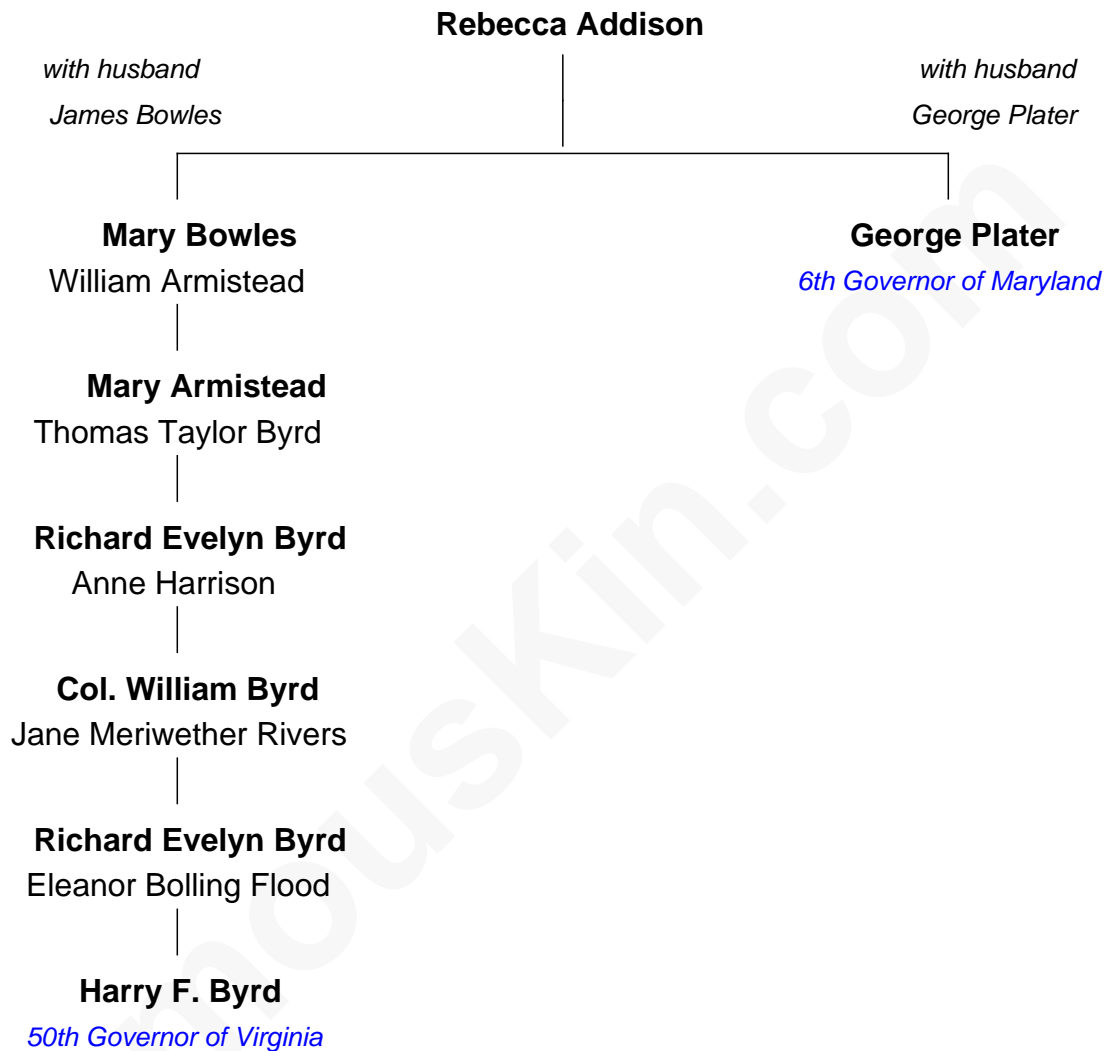 Rebecca Addison
with husband
James Bowles
with husband
George Plater
Mary Bowles
William Armistead
George Plater
6th Governor of Maryland
Mary Armistead
Thomas Taylor Byrd
Richard Evelyn Byrd
Anne Harrison
Col. William Byrd
Jane Meriwether Rivers
Richard Evelyn Byrd
Eleanor Bolling Flood
Harry F. Byrd
50th Governor of Virginia
mouskin.com